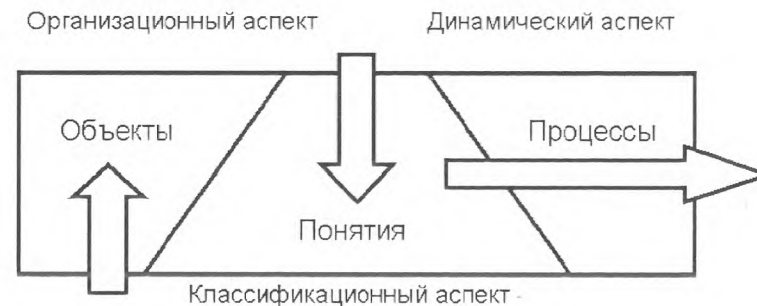 Организационный аспект
Динамический аспект
Объекты
Процессы
Понятия
Классификационный аспект